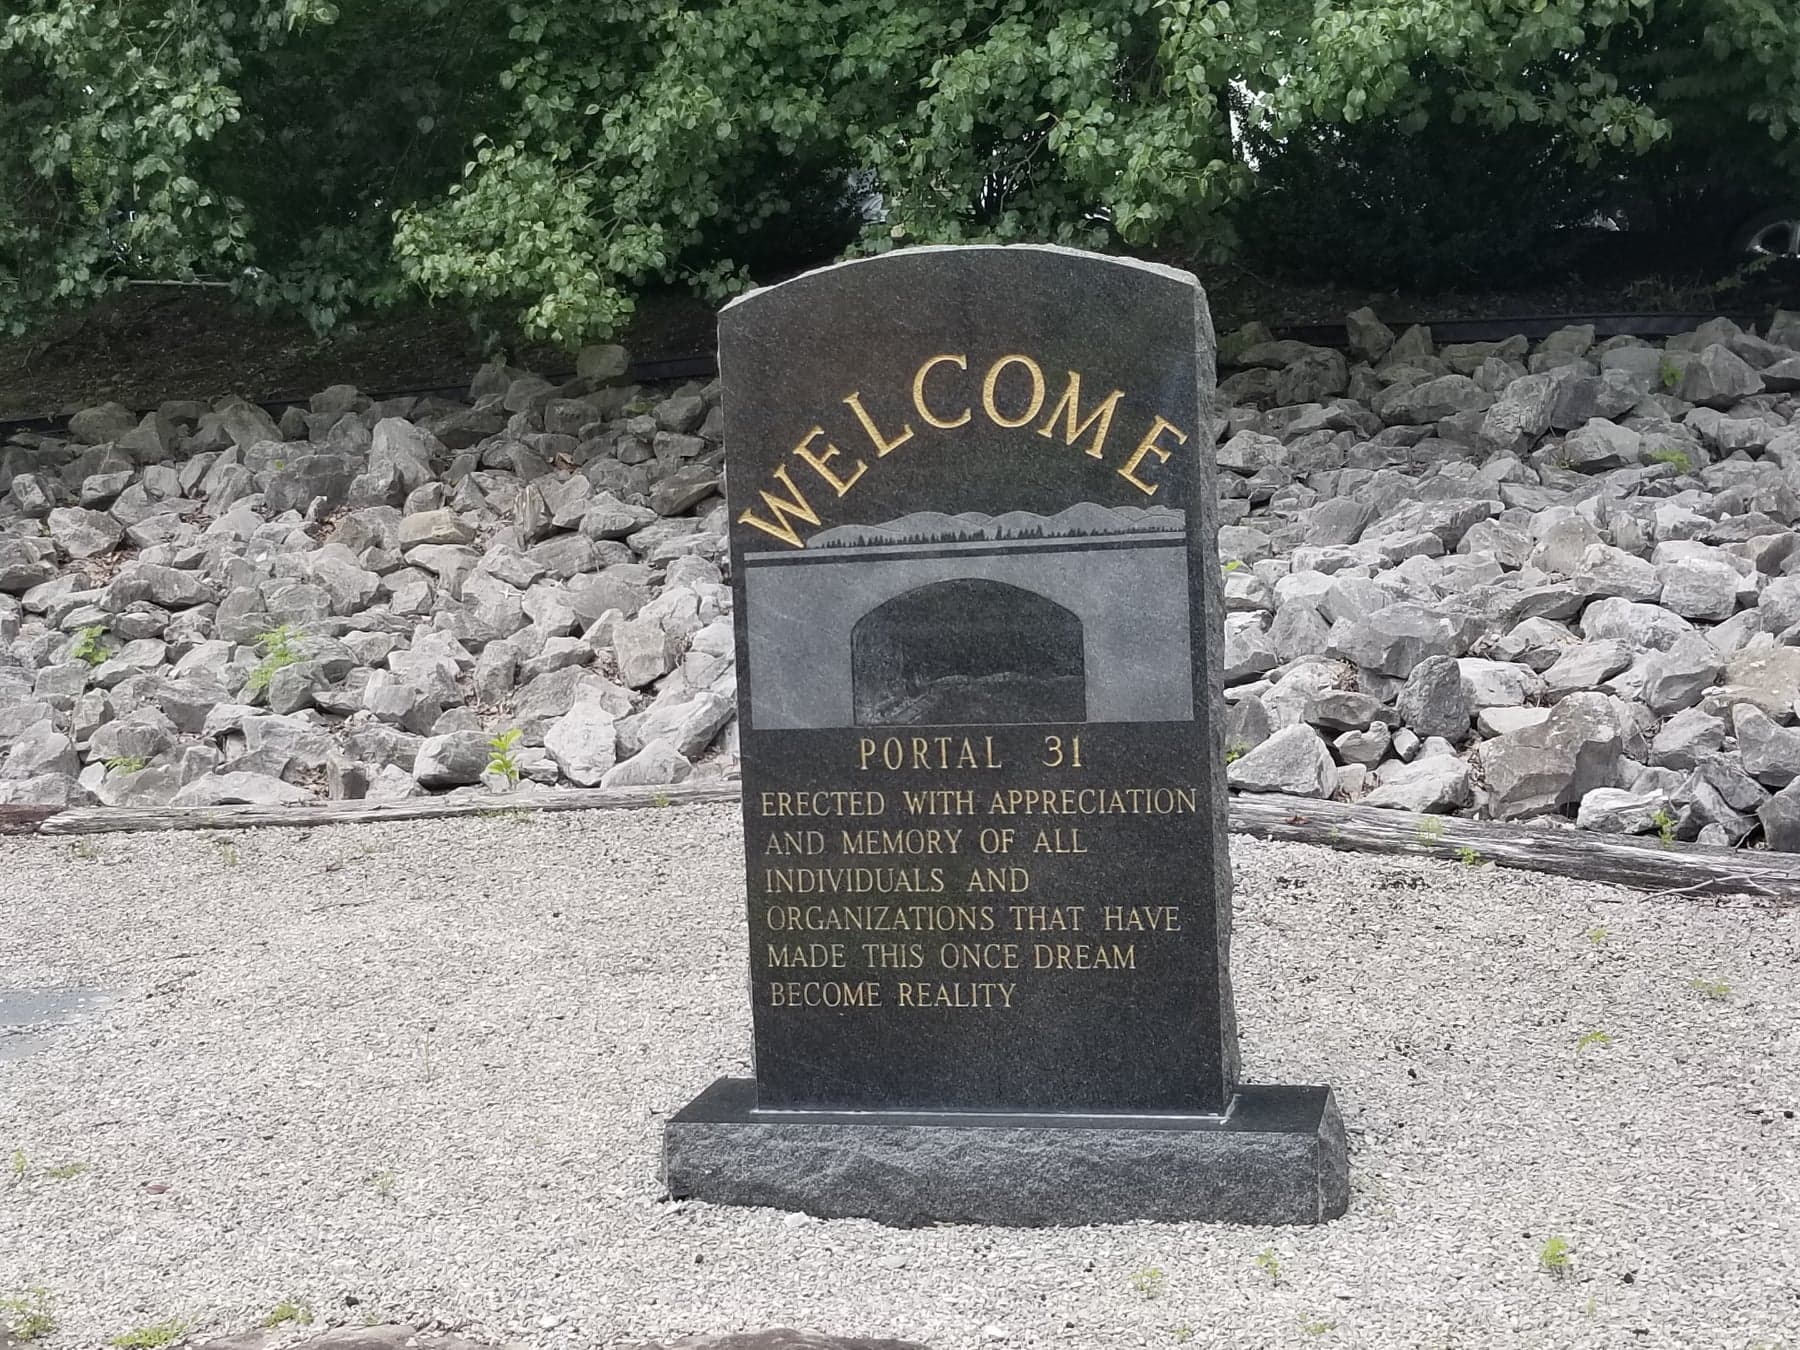 WELCOME
PORTAL 31
ERECTED WITH APPRECIATION
AND MEMORY OF ALL
INDIVIDUALS AND
ORGANIZATIONS THAT HAVE
MADE THIS ONCE DREAM
BECOME REALITY